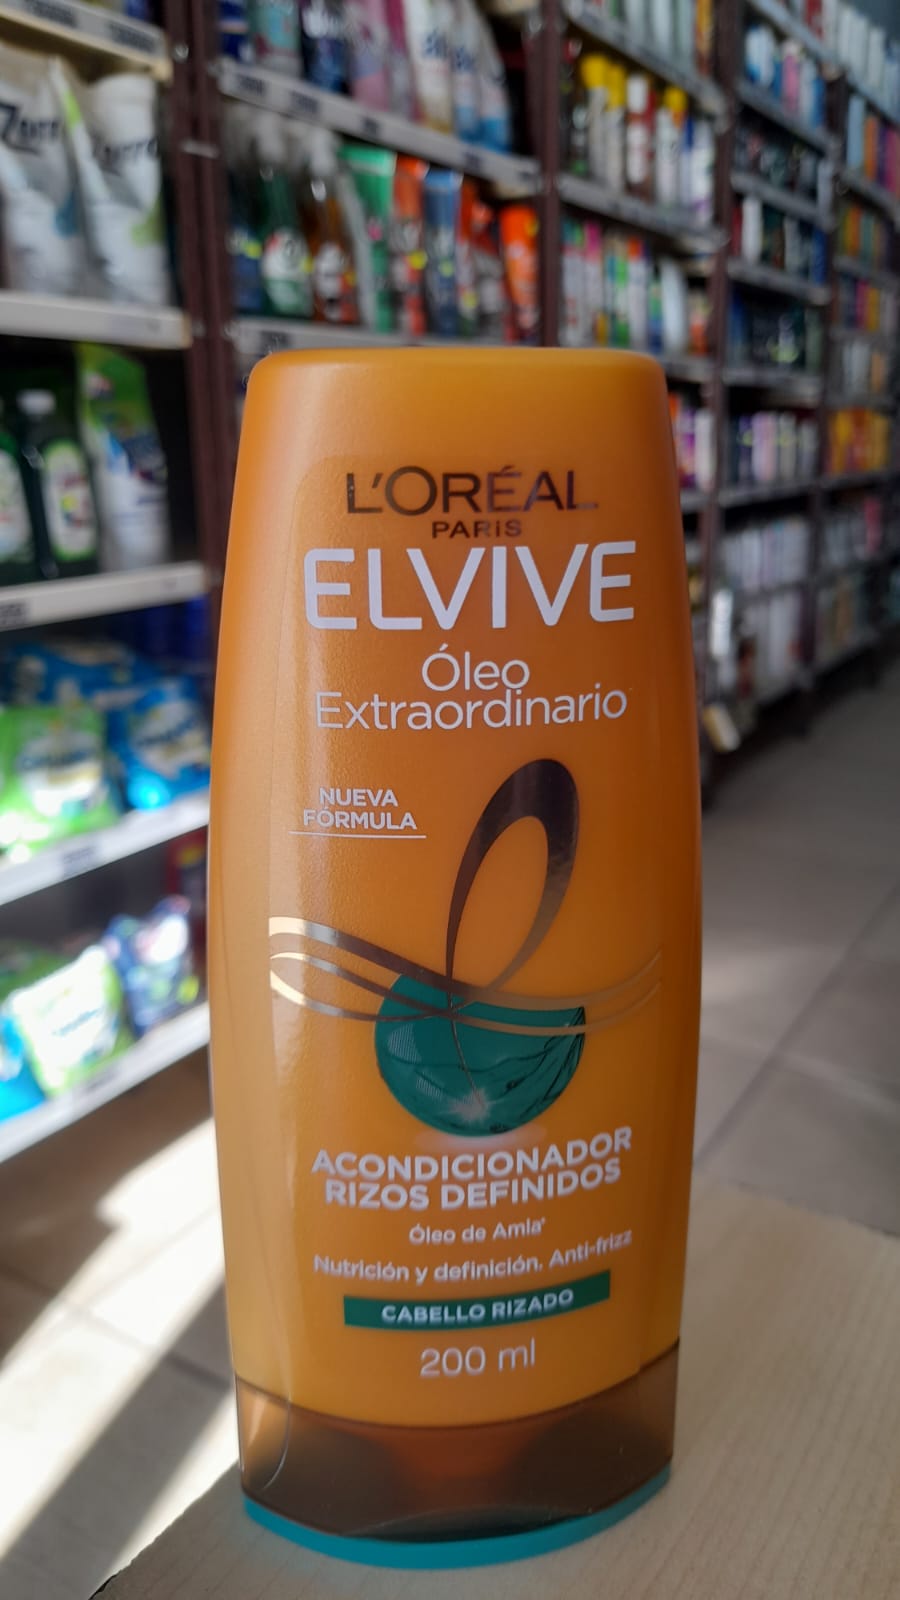 L'ORÉAL
PARIS
ELVIVE
Óleo
Extraordinario
NUEVA
FÓRMULA
ACONDICIONADOR
RIZOS DEFINIDOS
Óleo de Amla*
Nutrición y definición. Anti-frizz
CABELLO RIZADO
200 ml